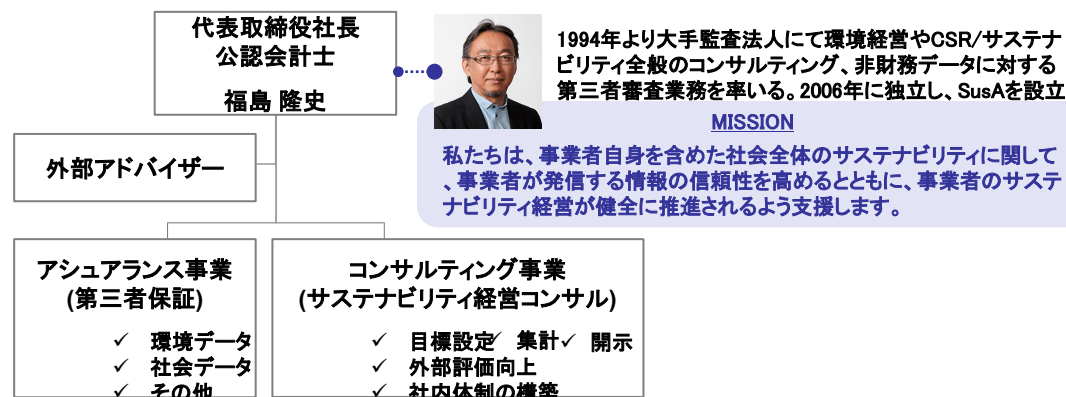 代表取締役社長
公認会計士
福島 隆史
1994年より大手監査法人にて環境経営やCSR/サステナ
ビリティ全般のコンサルティング、非財務データに対する
第三者審査業務を率いる。2006年に独立し、SusAを設立
MISSION
私たちは、事業者自身を含めた社会全体のサステナビリティに関して
、事業者が発信する情報の信頼性を高めるとともに、事業者のサステ
ナビリティ経営が健全に推進されるよう支援します。
外部アドバイザー
アシュアランス事業
(第三者保証)
✓ 環境データ
✓ 社会データ
✓ その他
コンサルティング事業
(サステナビリティ経営コンサル)
✓ 目標設定 ✓ 集計 ✓ 開示
✓ 外部評価向上
✓ 社内体制の構築